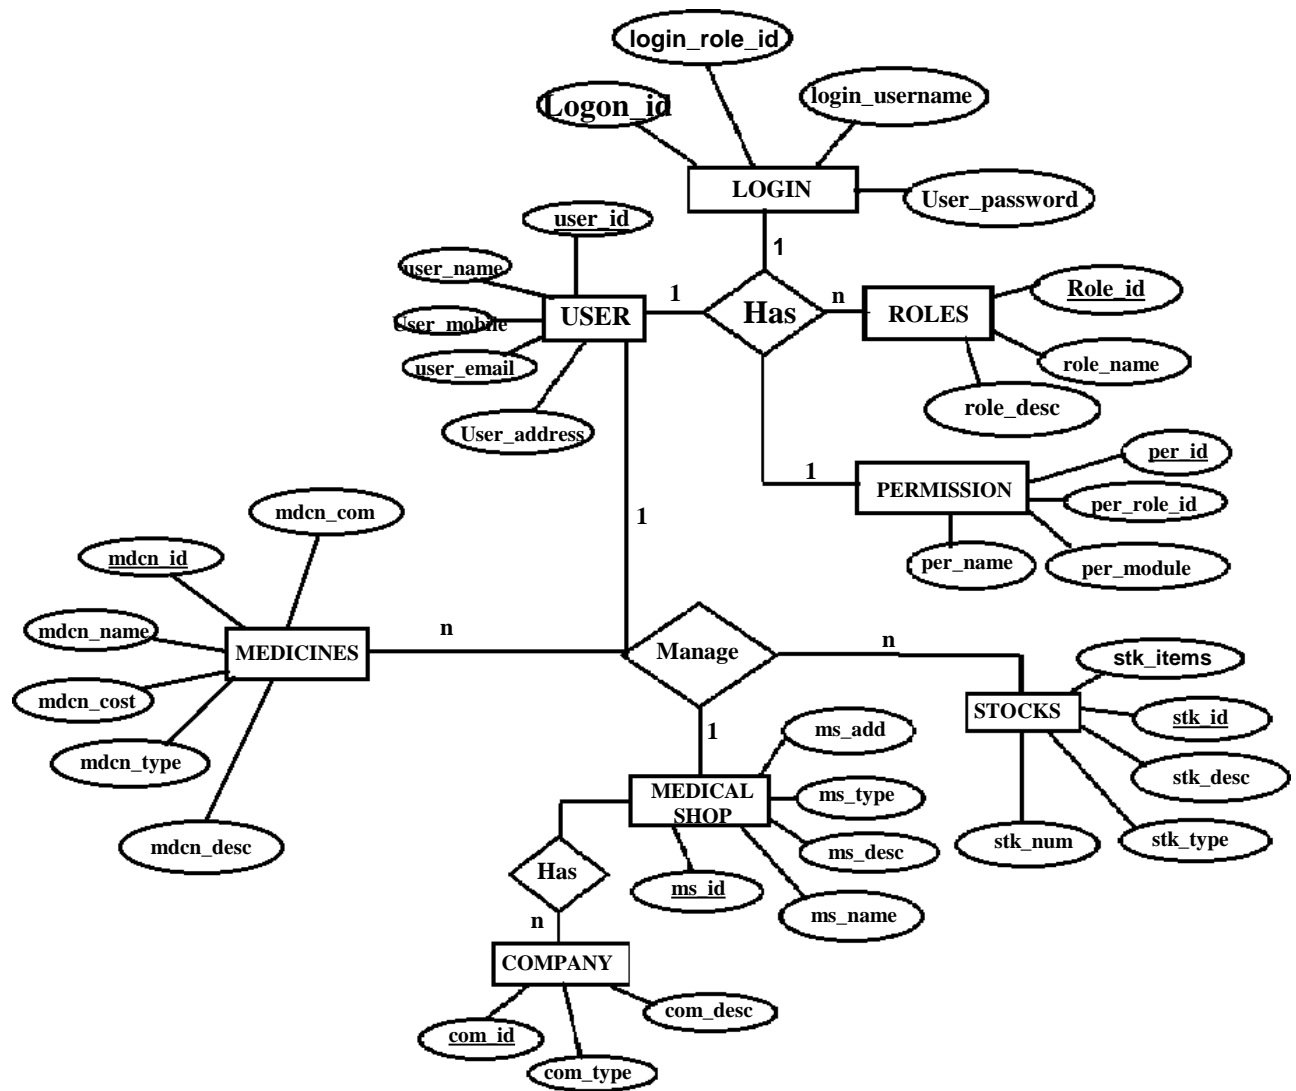 login_role_id
login_username
Logon_id
LOGIN
User_password
user_id
1
user_name
Role_id
1
n
User_mobile
USER
Has
ROLES
user_email
role_name
role_desc
User_address
per_id
1
PERMISSION
per_role_id
mdcn_com
1
mdcn_id
per_name
per_module
mdcn_name
n
MEDICINES
Manage
n
stk_items
mdcn_cost
STOCKS
stk_id
1
ms_add
mdcn_type
stk_desc
MEDICAL
SHOP
ms_type
mdcn_desc
ms_desc
stk_num
stk_type
Has
ms_id
ms_name
n
COMPANY
com_desc
com_id
com_type